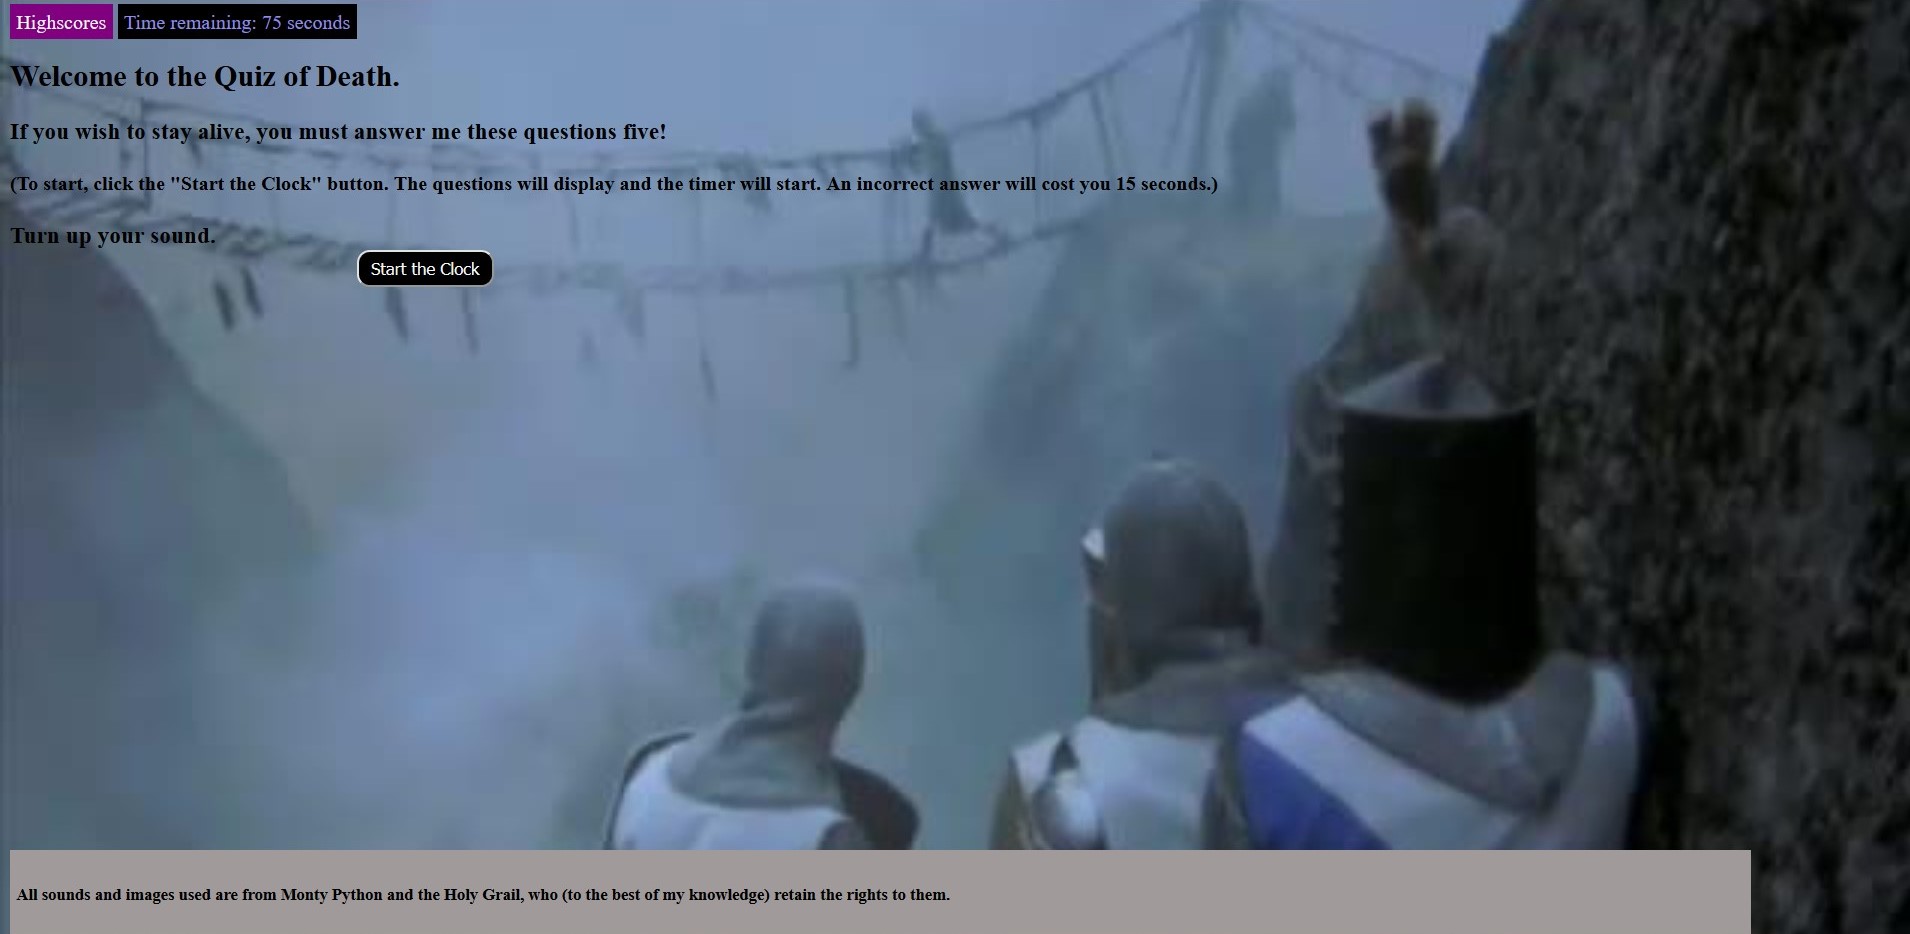 Highscores
Time remaining: 75 seconds
Welcome to the Quiz of Death.
If you wish to stay alive, you must answer me these questions five!
(To start, click the "Start the Clock" button. The questions will display and the timer will start. An incorrect answer will cost you 15 seconds.)
Turn up your sound.
Start the Clock
All sounds and images used are from Monty Python and the Holy Grail, who (to the best of my knowledge) retain the rights to them.